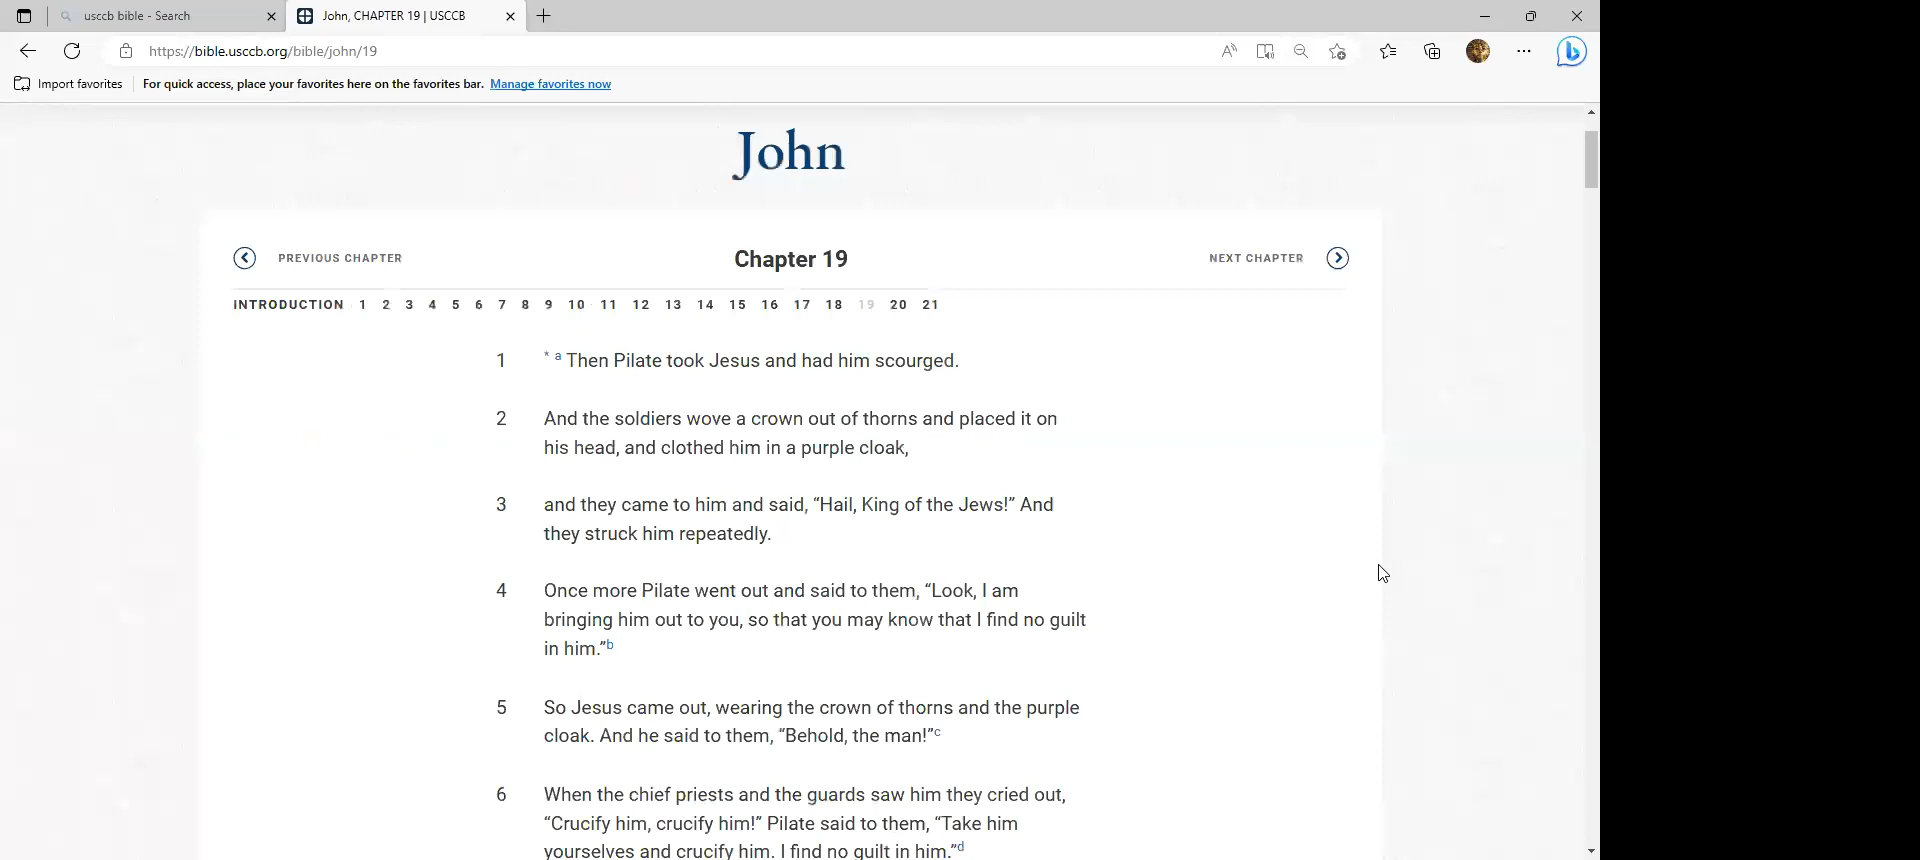 usccb bible - Search
John, CHAPTER 19 | USCCB
https://bible.usccb.org/bible/john/19
Import favorites
For quick access, place your favorites here on the favorites bar. Manage favorites now
John
PREVIOUS CHAPTER
Chapter 19
NEXT CHAPTER
INTRODUCTION 1 2 3 4 5 6 7 8 9 10 11 12 13 14 15 16 17 18 19 20 21
1 * a Then Pilate took Jesus and had him scourged.
2 And the soldiers wove a crown out of thorns and placed it on
his head, and clothed him in a purple cloak,
3 and they came to him and said, “Hail, King of the Jews!” And
they struck him repeatedly.
4 Once more Pilate went out and said to them, “Look, I am
bringing him out to you, so that you may know that I find no guilt
in him.”b
5 So Jesus came out, wearing the crown of thorns and the purple
cloak. And he said to them, “Behold, the man!”c
6 When the chief priests and the guards saw him they cried out,
“Crucify him, crucify him!” Pilate said to them, “Take him
yourselves and crucify him. I find no guilt in him.”d